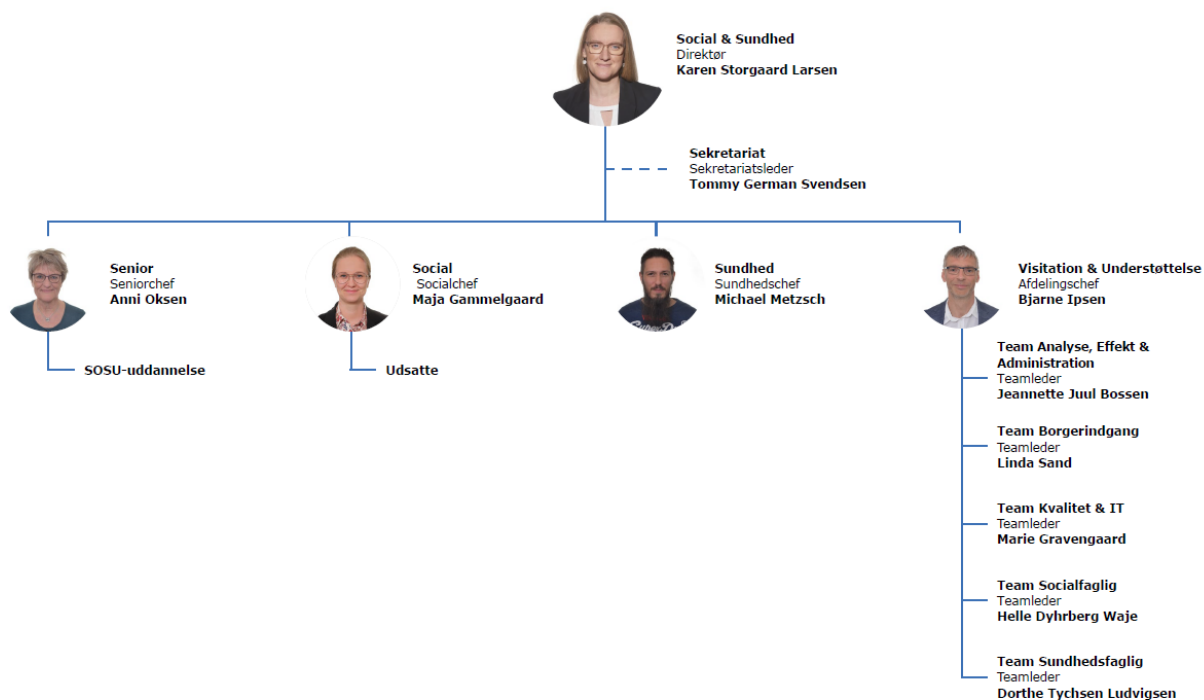 Social & Sundhed
Direktør
Karen Storgaard Larsen
Sekretariat
Sekretariatsleder
Tommy German Svendsen
Senior
Seniorchef
Anni Oksen
Social
Socialchef
Maja Gammelgaard
Sundhed
Sundhedschef
Michael Metzsch
Visitation & Understøttelse
Afdelingschef
Bjarne Ipsen
SOSU-uddannelse
Udsatte
Team Analyse, Effekt &
Administration
Teamleder
Jeannette Juul Bossen
Team Borgerindgang
Teamleder
Linda Sand
Team Kvalitet & IT
Teamleder
Marie Gravengaard
Team Socialfaglig
Teamleder
Helle Dyhrberg Waje
Team Sundhedsfaglig
Teamleder
Dorthe Tychsen Ludvigsen